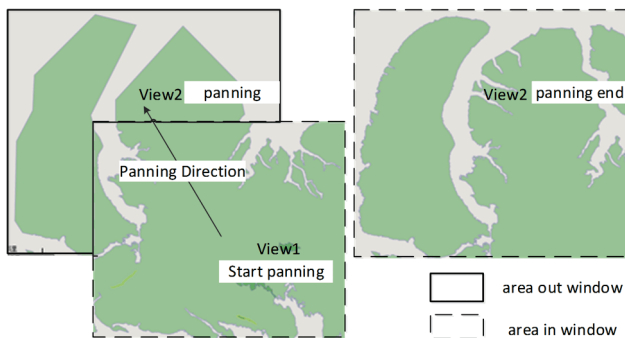 View2 panning
View2 panning end
Panning Direction
View1
Start panning
area out window
area in window